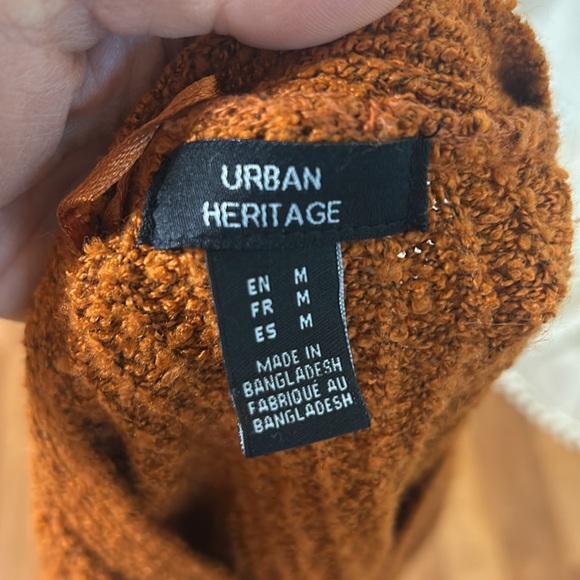 URBAN
HERITAGE
EN M
FR M
ES M
MADE IN
BANGLADESH
FABRIQUÉ AU
BANGLADESH